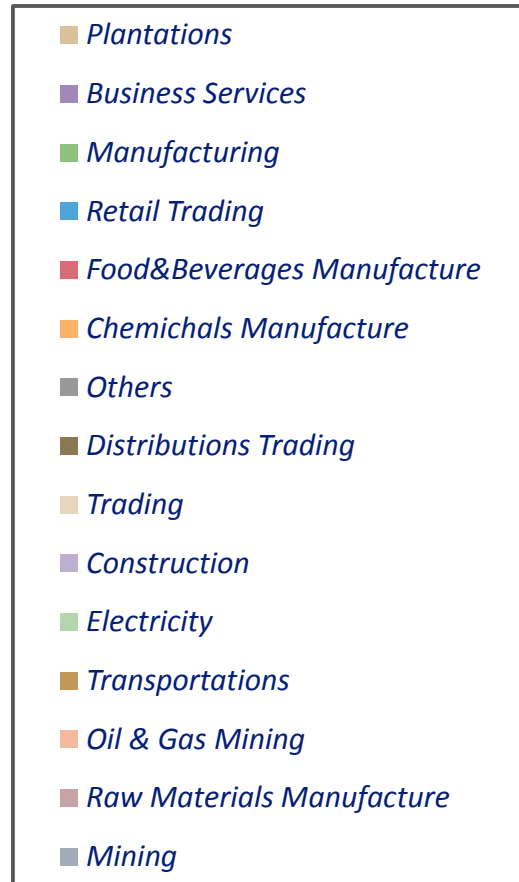 Plantations
Business Services
Manufacturing
Retail Trading
Food&Beverages Manufacture
Chemichals Manufacture
Others
Distributions Trading
Trading
Construction
Electricity
Transportations
Oil & Gas Mining
Raw Materials Manufacture
Mining